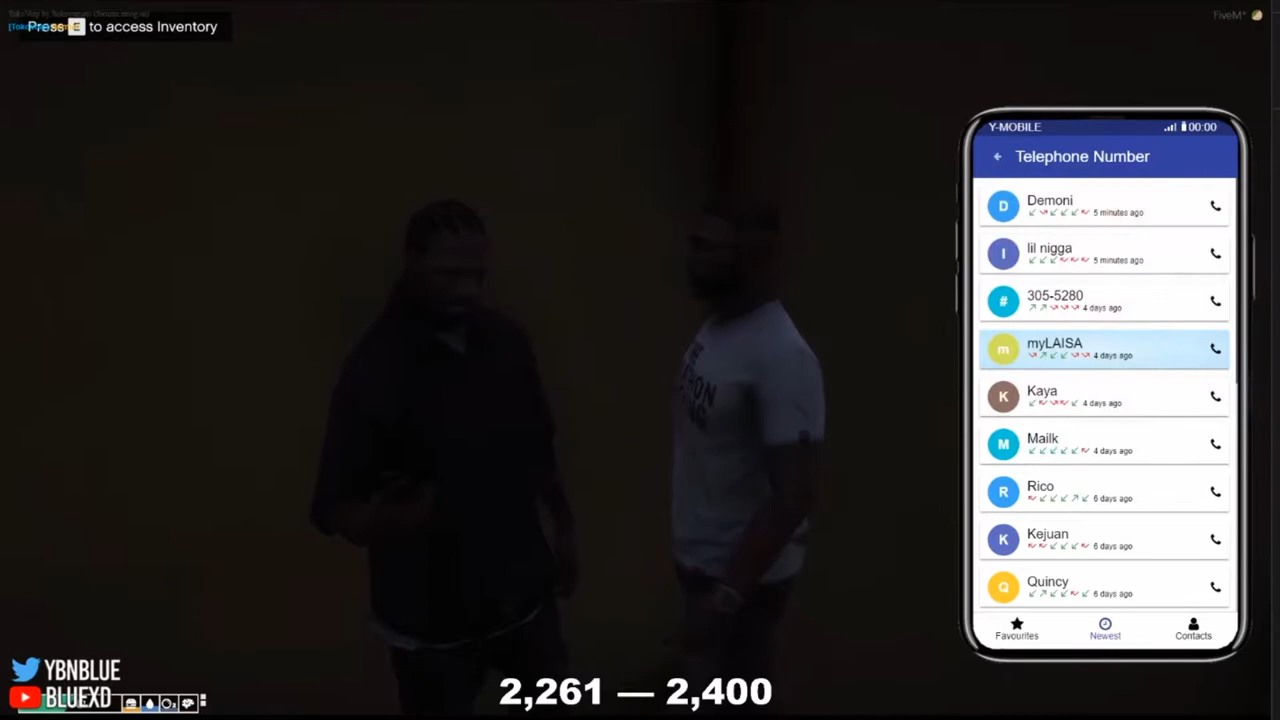 Press E to access Inventory
FiveM*
Y-MOBILE
00:00
Telephone Number
D
Demoni
5 minutes ago
l
lil nigga
5 minutes ago
#
305-5280
4 days ago
m
myLAISA
4 days ago
K
Kaya
4 days ago
M
Mailk
4 days ago
R
Rico
6 days ago
K
Kejuan
6 days ago
Q
Quincy
6 days ago
Favourites
Newest
Contacts
YBNBLUE
BLUEXD
O₂
2,261 — 2,400